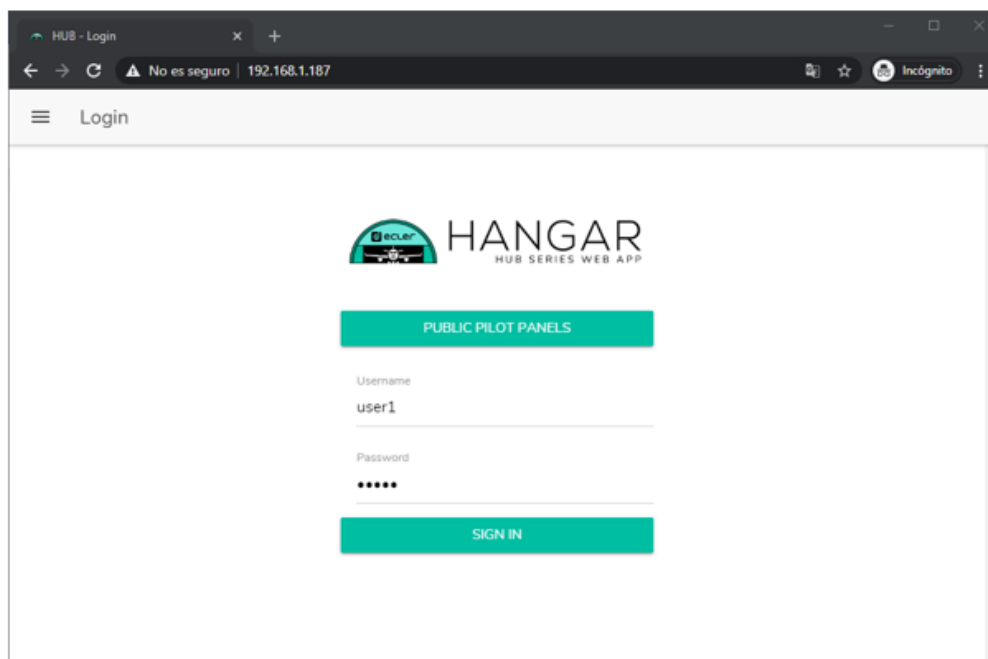 HUB - Login
No es seguro | 192.168.1.187
Incógnito
Login
ecler
HANGAR
HUB SERIES WEB APP
PUBLIC PILOT PANELS
Username
user1
Password
•••••
SIGN IN